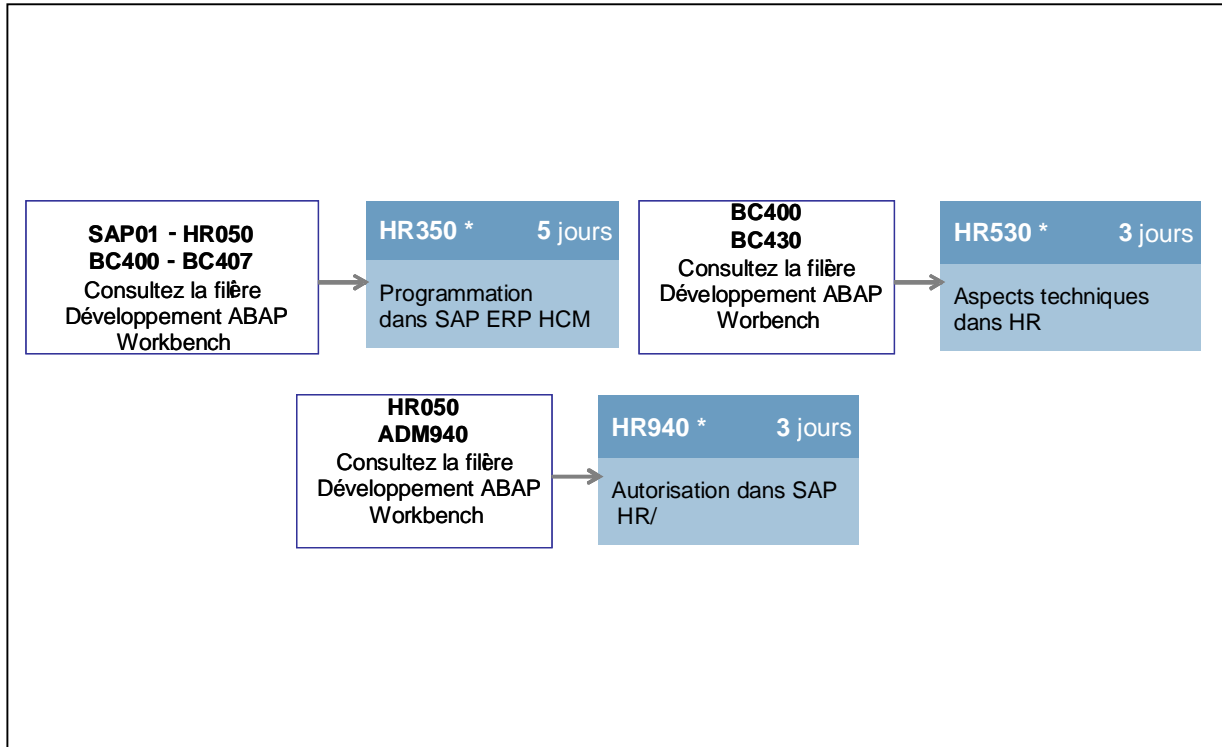 SAP01 - HR050
BC400 - BC407
Consultez la filère
Développement ABAP
Workbench
HR350 * 5 jours
Programmation
dans SAP ERP HCM
BC400
BC430
Consultez la filère
Développement ABAP
Worbench
HR530 * 3 jours
Aspects techniques
dans HR
HR050
ADM940
Consultez la filère
Développement ABAP
Workbench
HR940 * 3 jours
Autorisation dans SAP
HR/